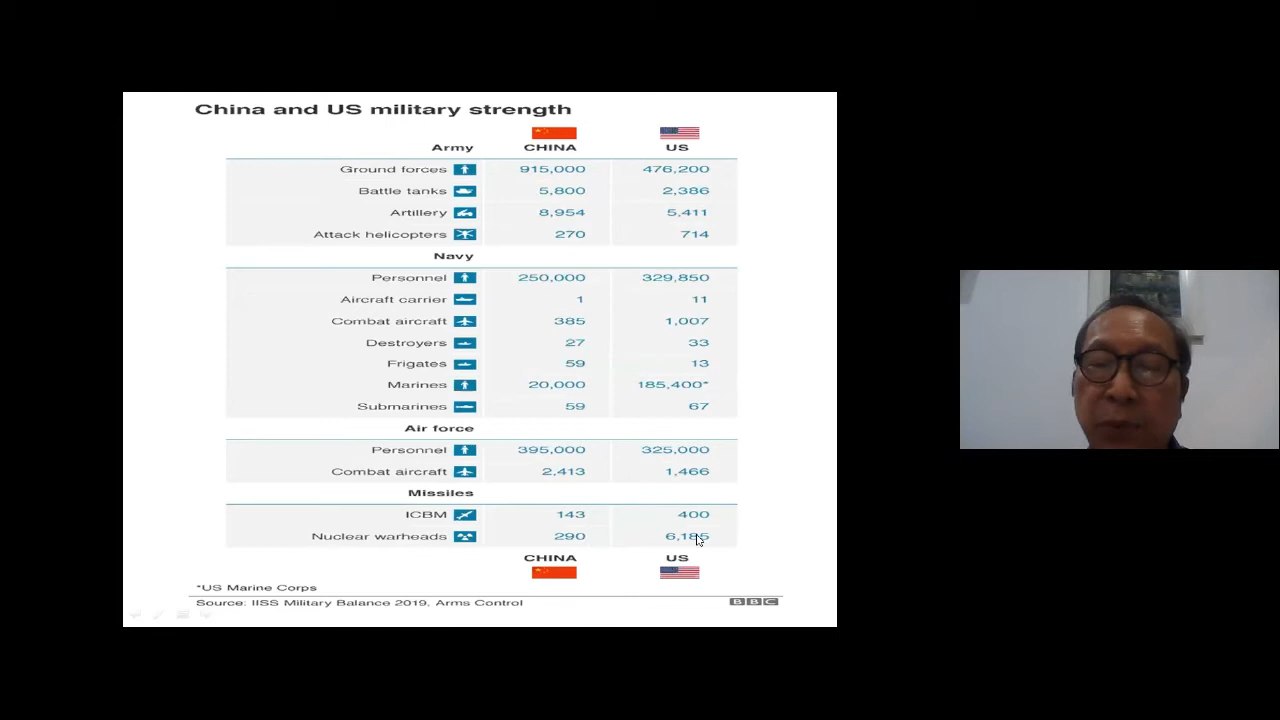 China and US military strength
Army CHINA US
Ground forces 915,000 476,200
Battle tanks 5,800 2,386
Artillery 8,954 5,411
Attack helicopters 270 714
Navy
Personnel 250,000 329,850
Aircraft carrier 1 11
Combat aircraft 385 1,007
Destroyers 27 33
Frigates 59 13
Marines 20,000 185,400*
Submarines 59 67
Air force
Personnel 395,000 325,000
Combat aircraft 2,413 1,466
Missiles
ICBM 143 400
Nuclear warheads 290 6,185
CHINA US
*US Marine Corps
Source: IISS Military Balance 2019, Arms Control BBC